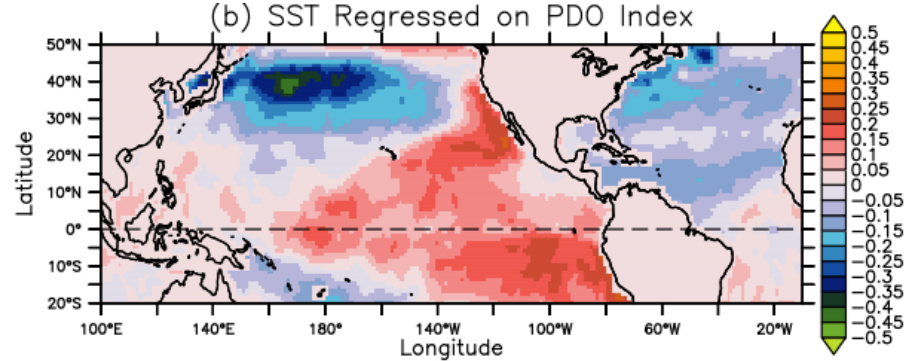 (b) SST Regressed on PDO Index
50°N
40°N
30°N
20°N
10°N
0°
10°S
20°S
Latitude
100°E
140°E
180°
140°W
100°W
60°W
20°W
Longitude
0.5
0.45
0.4
0.35
0.3
0.25
0.2
0.15
0.1
0.05
0
−0.05
−0.1
−0.15
−0.2
−0.25
−0.3
−0.35
−0.4
−0.45
−0.5